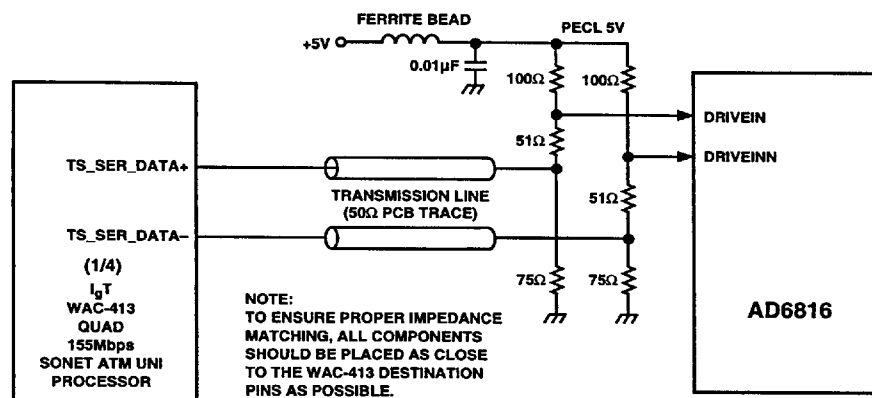 FERRITE BEAD
+5V
PECL 5V
0.01µF
100Ω
100Ω
DRIVEIN
51Ω
DRIVEINN
TS_SER_DATA+
TRANSMISSION LINE
(50Ω PCB TRACE)
51Ω
TS_SER_DATA–
(1/4)
IgT
WAC-413
QUAD
155Mbps
SONET ATM UNI
PROCESSOR
75Ω
75Ω
NOTE:
TO ENSURE PROPER IMPEDANCE
MATCHING, ALL COMPONENTS
SHOULD BE PLACED AS CLOSE
TO THE WAC-413 DESTINATION
PINS AS POSSIBLE.
AD6816